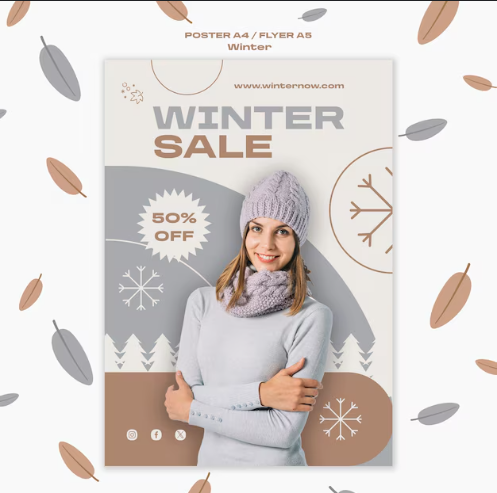 POSTER A4 / FLYER A5
Winter
www.winternow.com
WINTER
SALE
50%
OFF